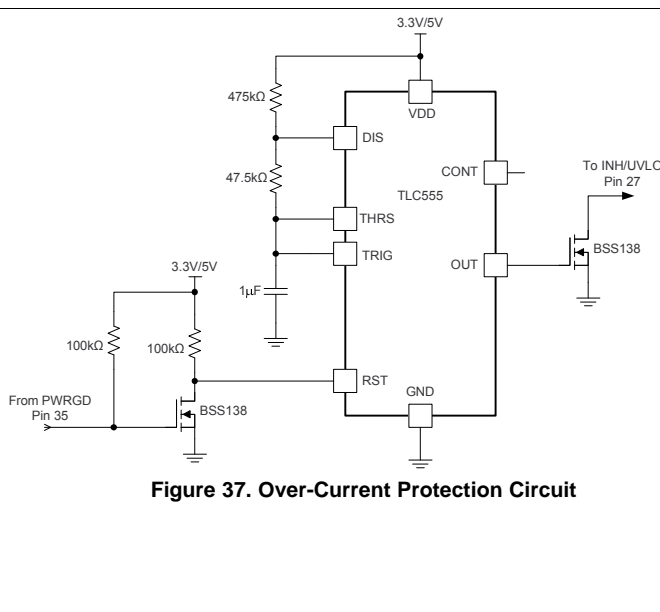 3.3V/5V
475kΩ
VDD
DIS
CONT
To INH/UVLO
Pin 27
47.5kΩ
TLC555
THRS
BSS138
TRIG
OUT
3.3V/5V
1μF
100kΩ
100kΩ
RST
GND
From PWRGD
Pin 35
BSS138
Figure 37. Over-Current Protection Circuit